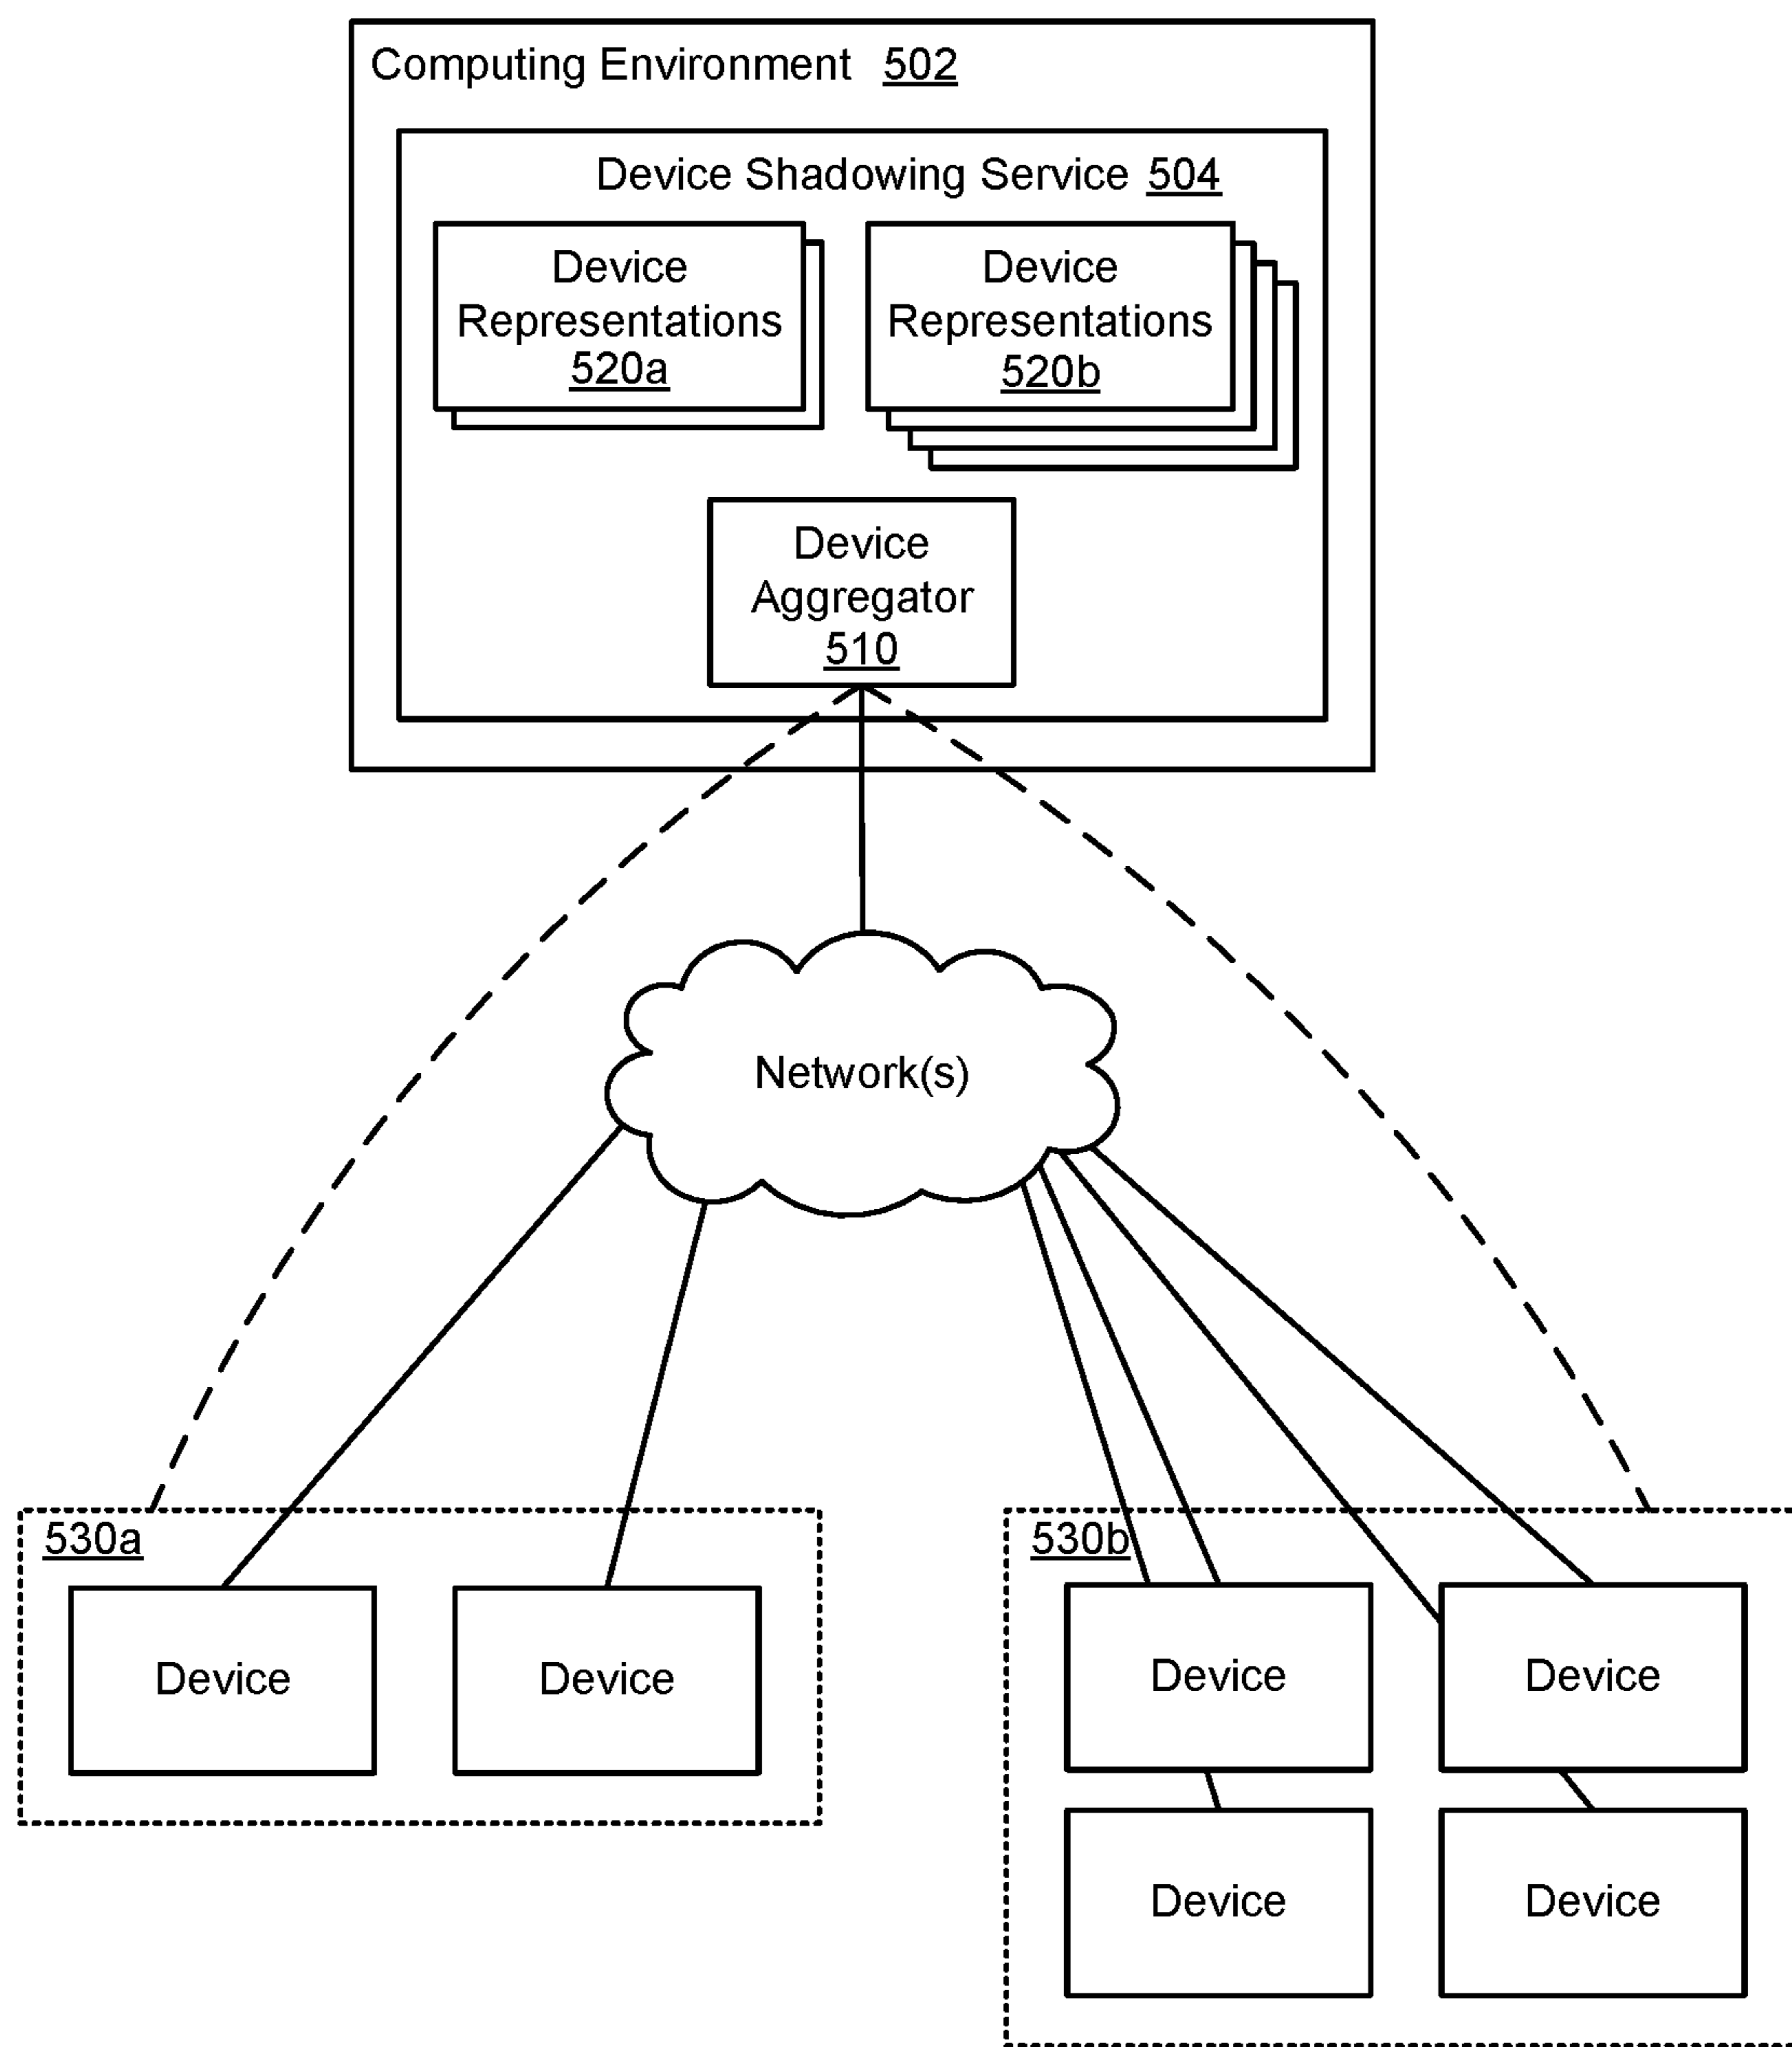 Computing Environment 502
Device Shadowing Service 504
Device
Representations
520a
Device
Representations
520b
Device
Aggregator
510
Network(s)
530a
Device
Device
530b
Device
Device
Device
Device